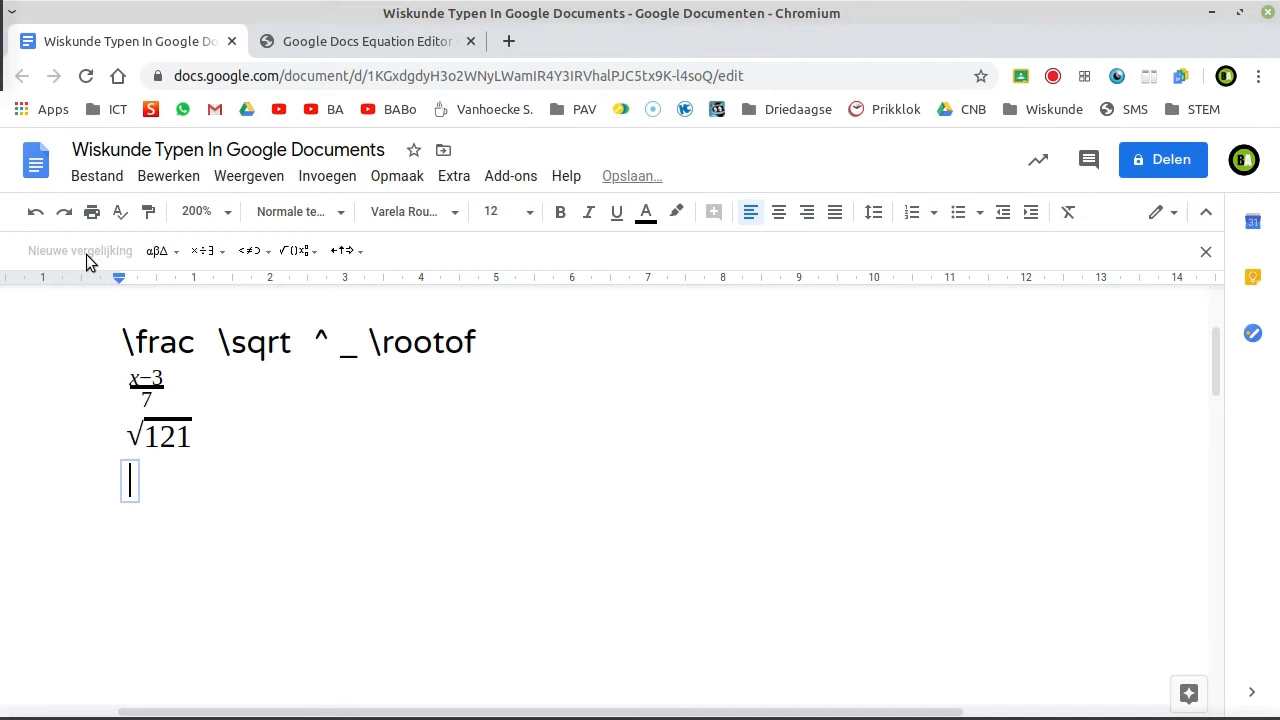 Wiskunde Typen In Google Documents - Google Documenten - Chromium
Wiskunde Typen In Google Do
Google Docs Equation Editor
docs.google.com/document/d/1KGxdgdyH3o2WNyLWamIR4Y3IRVhalPJC5tx9K-l4soQ/edit
Apps ICT BA BABo Vanhoecke S. PAV Driedaagse Prikklok CNB Wiskunde SMS STEM
Wiskunde Typen In Google Documents
Bestand Bewerken Weergeven Invoegen Opmaak Extra Add-ons Help Opslaan...
Delen
BA
200% Normale te... Varela Rou... 12 B I U A
Nieuwe vergelijking αβΔ ×÷∃ <≠⊃ √()x ←↑⇒
1 1 2 3 4 5 6 7 8 9 10 11 12 13 14
31
\frac \sqrt ^ _ \rootof
x−3
7
√121